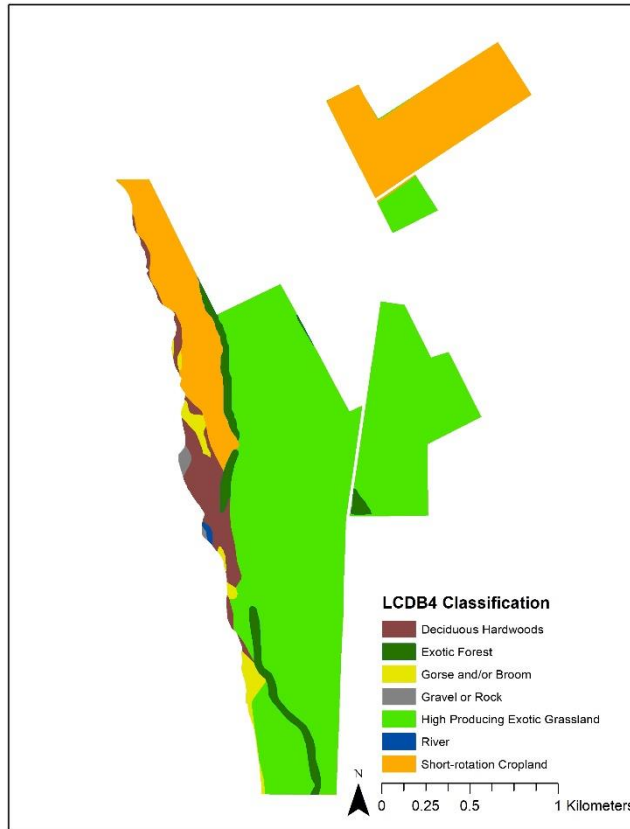 LCDB4 Classification
Deciduous Hardwoods
Exotic Forest
Gorse and/or Broom
Gravel or Rock
High Producing Exotic Grassland
River
Short-rotation Cropland
N
0 0.25 0.5 1 Kilometers